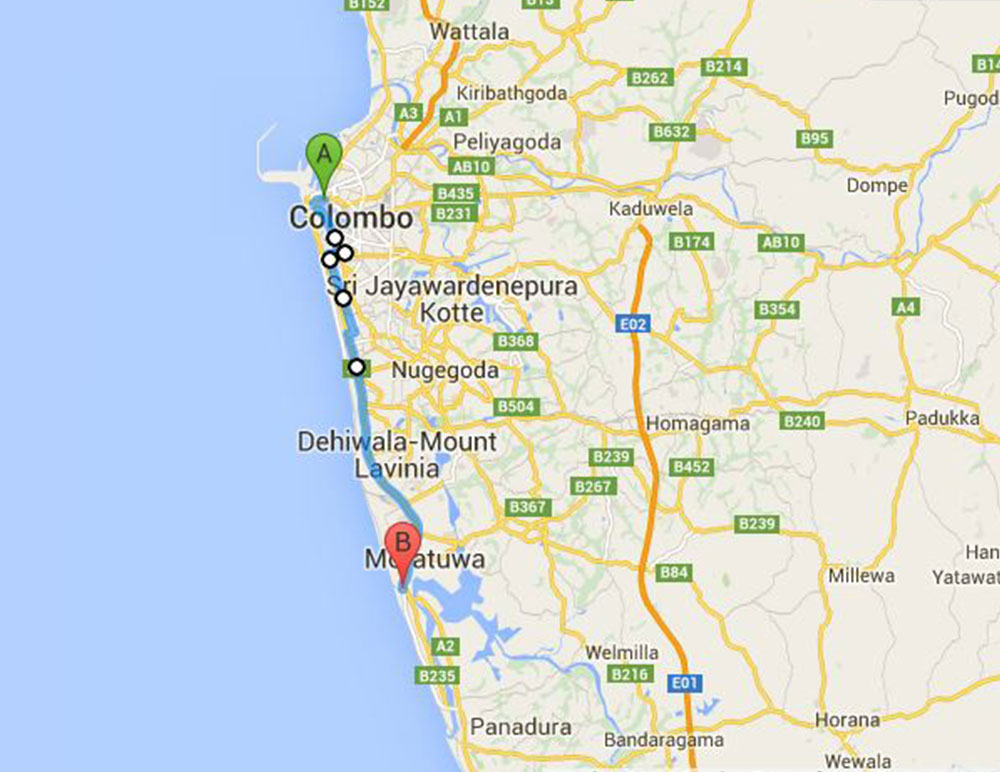 B152
B13
Wattala
B214
B262
B14
Kiribathgoda
Pugod
A3
A1
B632
B95
Peliyagoda
A
AB10
Dompe
B435
B231
Kaduwela
Colombo
B174
AB10
Sri Jayawardenepura
Kotte
A4
B354
E02
B368
Nugegoda
B504
Padukka
B240
Homagama
Dehiwala-Mount
Lavinia
B239
B452
B267
B367
B239
B
Moratuwa
Han
Yatawat
B84
Millewa
A2
Welmilla
B216
B235
E01
Panadura
Horana
Bandaragama
Wewala